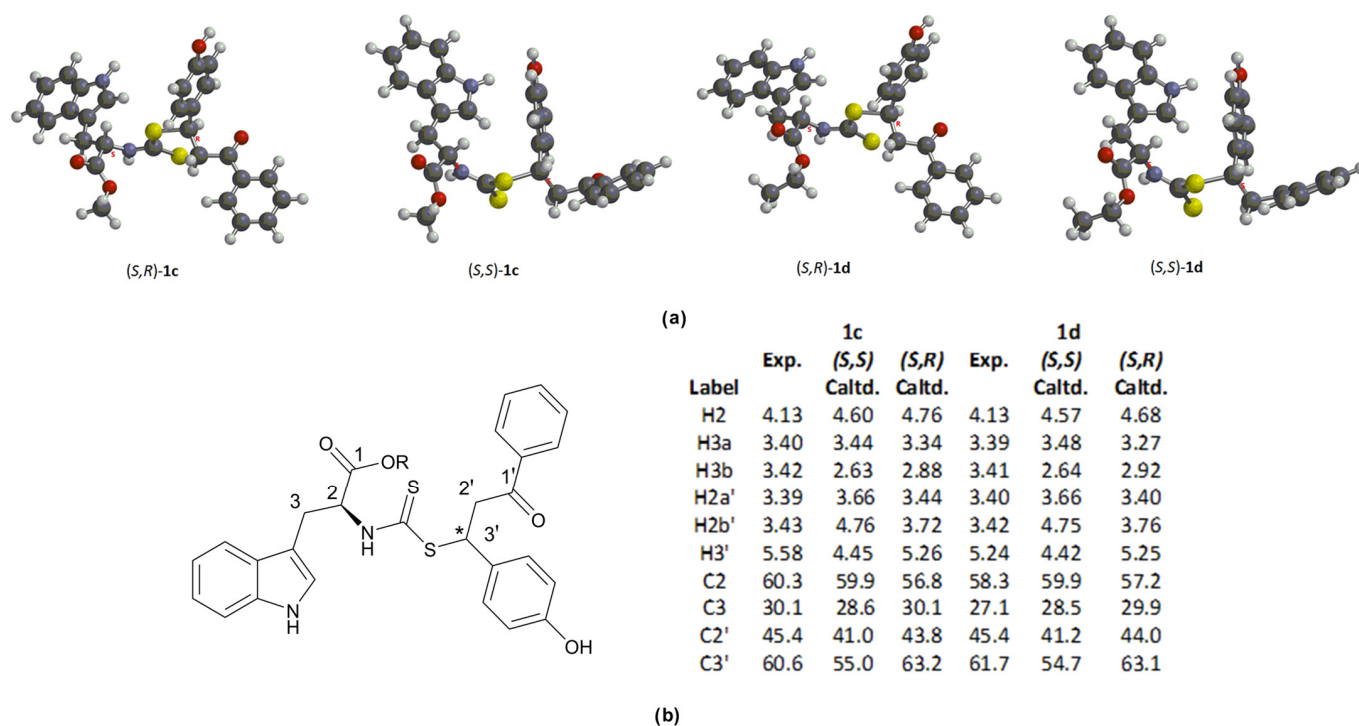 S
R
S
R
(S,R)-1c
(S,S)-1c
(S,R)-1d
(S,S)-1d
(a)
1c 1d
Exp. (S,S) (S,R) Exp. (S,S) (S,R)
Label Caltd. Caltd. Caltd. Caltd.
H2 4.13 4.60 4.76 4.13 4.57 4.68
H3a 3.40 3.44 3.34 3.39 3.48 3.27
H3b 3.42 2.63 2.88 3.41 2.64 2.92
H2a' 3.39 3.66 3.44 3.40 3.66 3.40
H2b' 3.43 4.76 3.72 3.42 4.75 3.76
H3' 5.58 4.45 5.26 5.24 4.42 5.25
C2 60.3 59.9 56.8 58.3 59.9 57.2
C3 30.1 28.6 30.1 27.1 28.5 29.9
C2' 45.4 41.0 43.8 45.4 41.2 44.0
C3' 60.6 55.0 63.2 61.7 54.7 63.1
O 1 OR
3 2
N
H
S
S
* 3'
2' 1'
O
N
H
OH
(b)